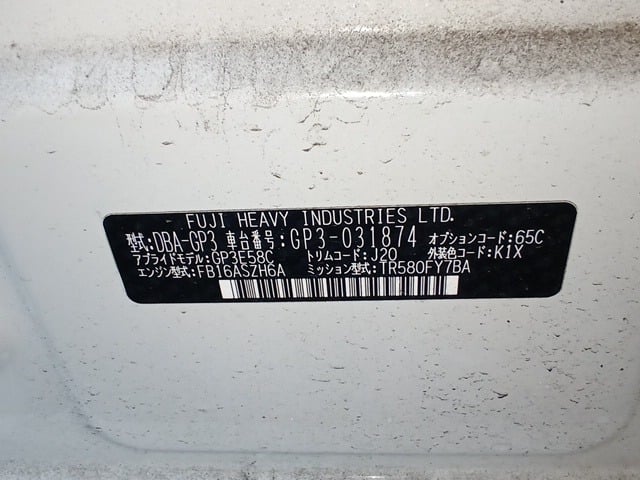 FUJI HEAVY INDUSTRIES LTD.
型式:DBA-GP3 車台番号:GP3-031874 オプションコード:65C
アプライドモデル:GP3E58C トリムコード:J20 外装色コード:K1X
エンジン型式:FB16ASZH6A ミッション型式:TR580FY7BA